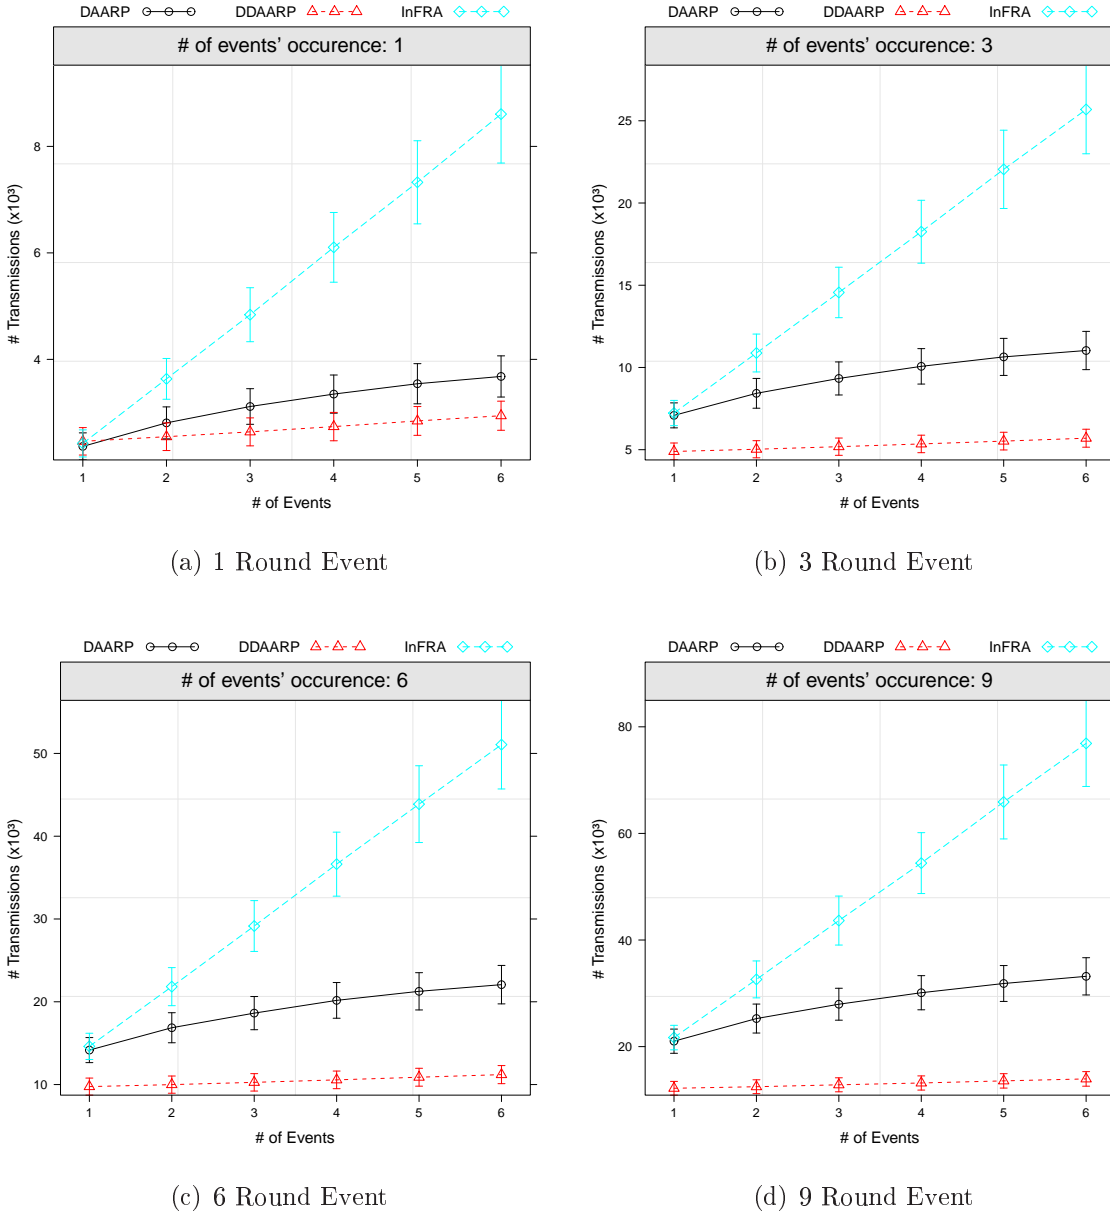 DAARP DDAARP InFRA
# of events' occurence: 1
# Transmissions (x10³)
8
6
4
1 2 3 4 5 6
# of Events
(a) 1 Round Event
DAARP DDAARP InFRA
# of events' occurence: 3
# Transmissions (x10³)
25
20
15
10
5
1 2 3 4 5 6
# of Events
(b) 3 Round Event
DAARP DDAARP InFRA
# of events' occurence: 6
# Transmissions (x10³)
50
40
30
20
10
1 2 3 4 5 6
# of Events
(c) 6 Round Event
DAARP DDAARP InFRA
# of events' occurence: 9
# Transmissions (x10³)
80
60
40
20
1 2 3 4 5 6
# of Events
(d) 9 Round Event